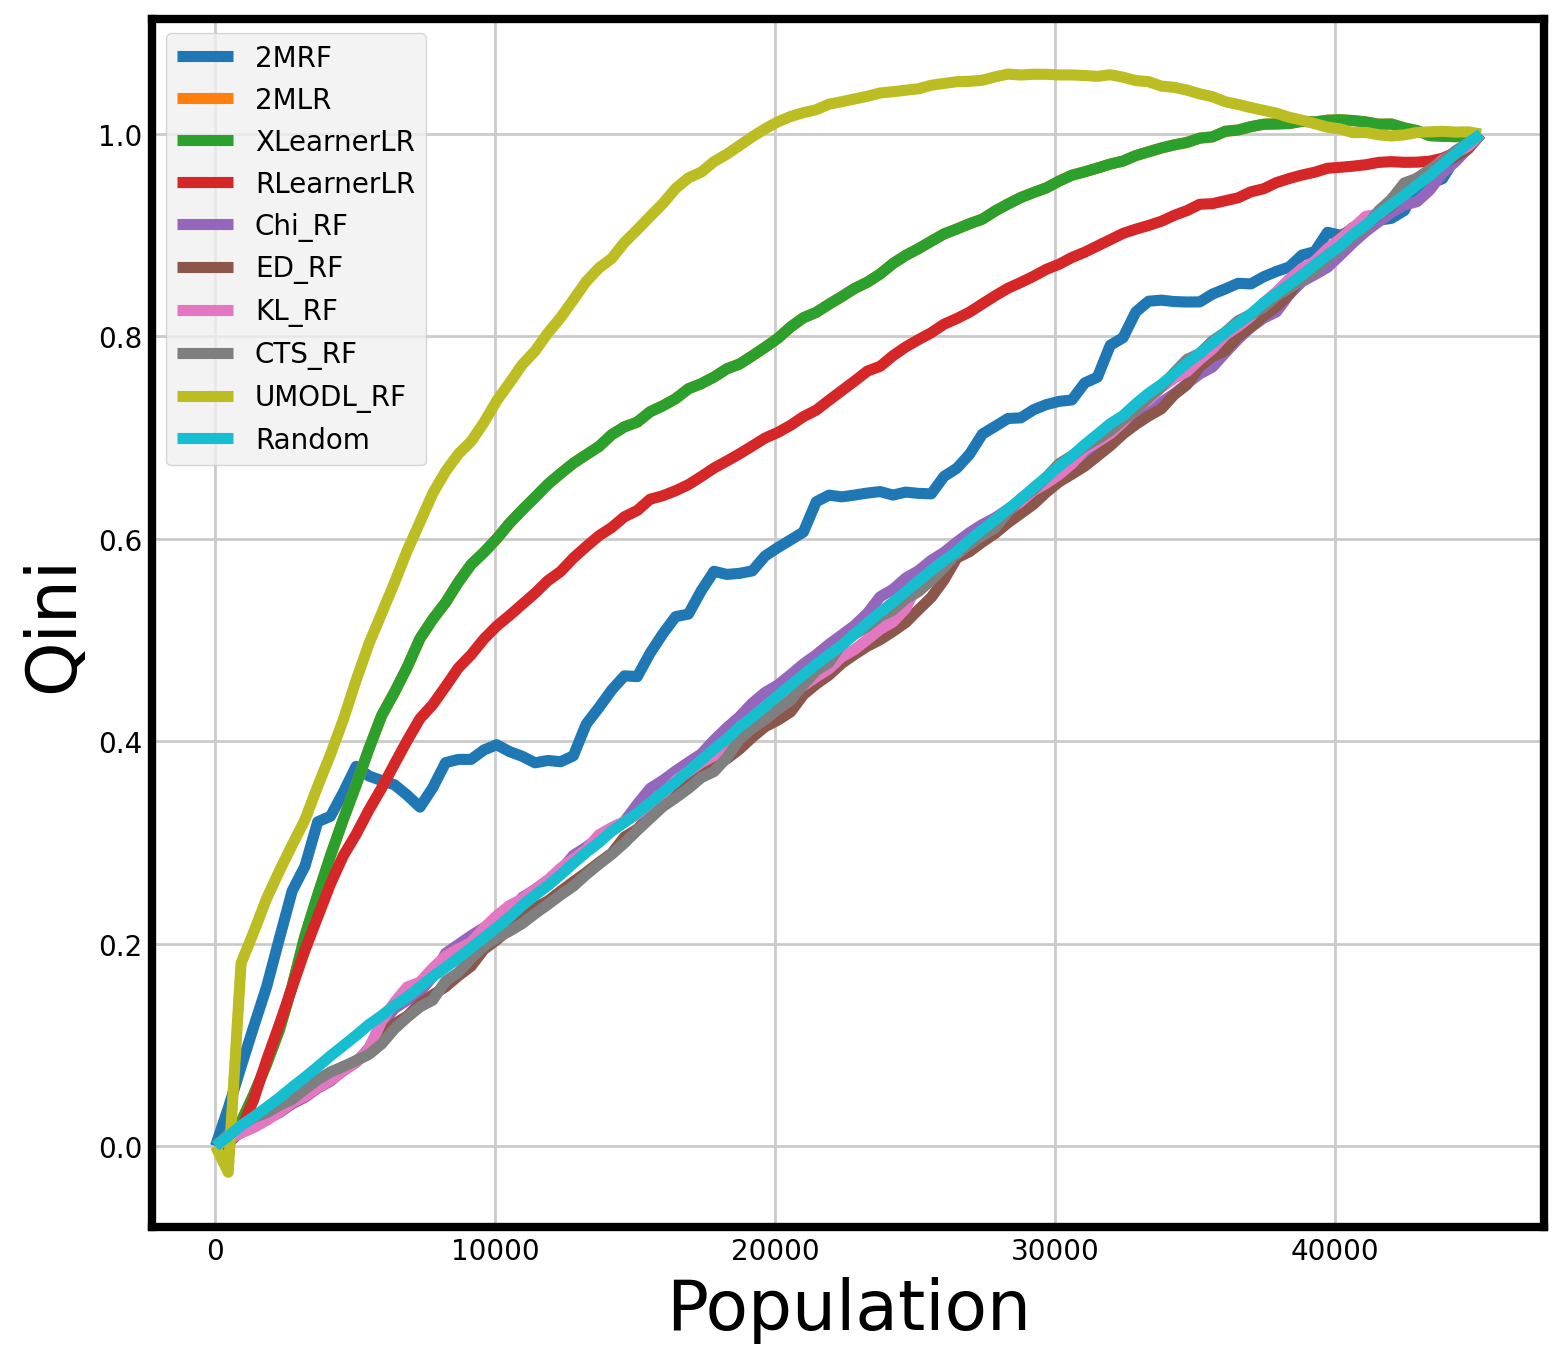 2MRF
2MLR
XLearnerLR
RLearnerLR
Chi_RF
ED_RF
KL_RF
CTS_RF
UMODL_RF
Random
1.0
0.8
0.6
0.4
0.2
0.0
Qini
0 10000 20000 30000 40000
Population